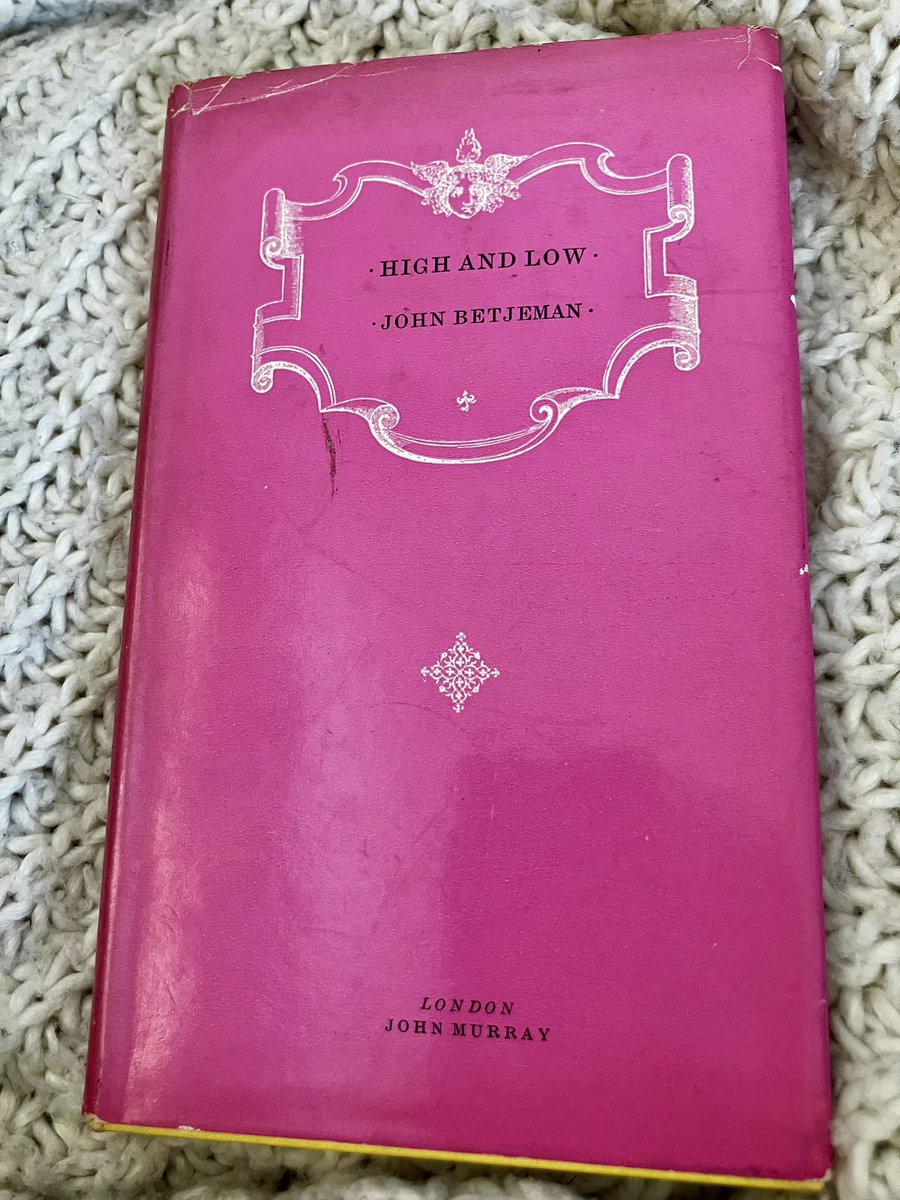 ·HIGH AND LOW·
·JOHN BETJEMAN·
LONDON
JOHN MURRAY